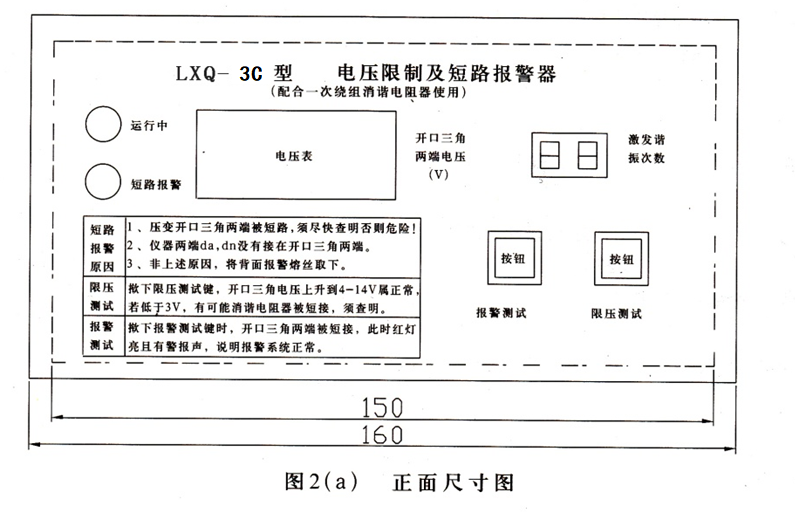 LXQ-3C 型 电压限制及短路报警器
(配合一次绕组消谐电阻器使用)
运行中
短路报警
电压表
开口三角
两端电压
(V)
激发谐
振次数
短路
报警
原因
1、压变开口三角两端被短路,须尽快查明否则危险!
2、仪器两端da,dn没有接在开口三角两端。
3、非上述原因,将背面报警熔丝取下。
限压
测试
揿下限压测试键,开口三角电压上升到4-14V属正常,
若低于3V,有可能消谐电阻器被短接,须查明。
报警
测试
揿下报警测试键时,开口三角两端被短接,此时红灯
亮且有警报声,说明报警系统正常。
按钮
按钮
报警测试
限压测试
150
160
图2(a) 正面尺寸图